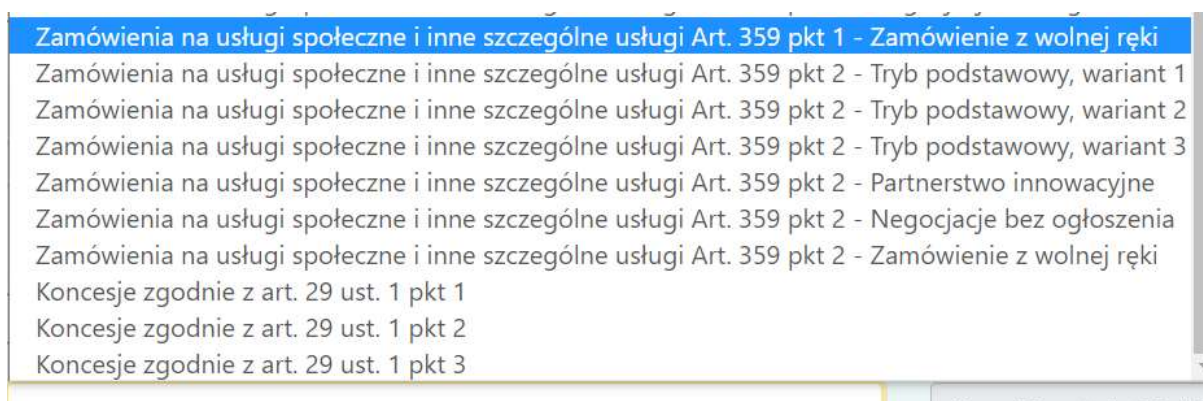 Zamówienia na usługi społeczne i inne szczególne usługi Art. 359 pkt 1 - Zamówienie z wolnej ręki
Zamówienia na usługi społeczne i inne szczególne usługi Art. 359 pkt 2 - Tryb podstawowy, wariant 1
Zamówienia na usługi społeczne i inne szczególne usługi Art. 359 pkt 2 - Tryb podstawowy, wariant 2
Zamówienia na usługi społeczne i inne szczególne usługi Art. 359 pkt 2 - Tryb podstawowy, wariant 3
Zamówienia na usługi społeczne i inne szczególne usługi Art. 359 pkt 2 - Partnerstwo innowacyjne
Zamówienia na usługi społeczne i inne szczególne usługi Art. 359 pkt 2 - Negocjacje bez ogłoszenia
Zamówienia na usługi społeczne i inne szczególne usługi Art. 359 pkt 2 - Zamówienie z wolnej ręki
Koncesje zgodnie z art. 29 ust. 1 pkt 1
Koncesje zgodnie z art. 29 ust. 1 pkt 2
Koncesje zgodnie z art. 29 ust. 1 pkt 3